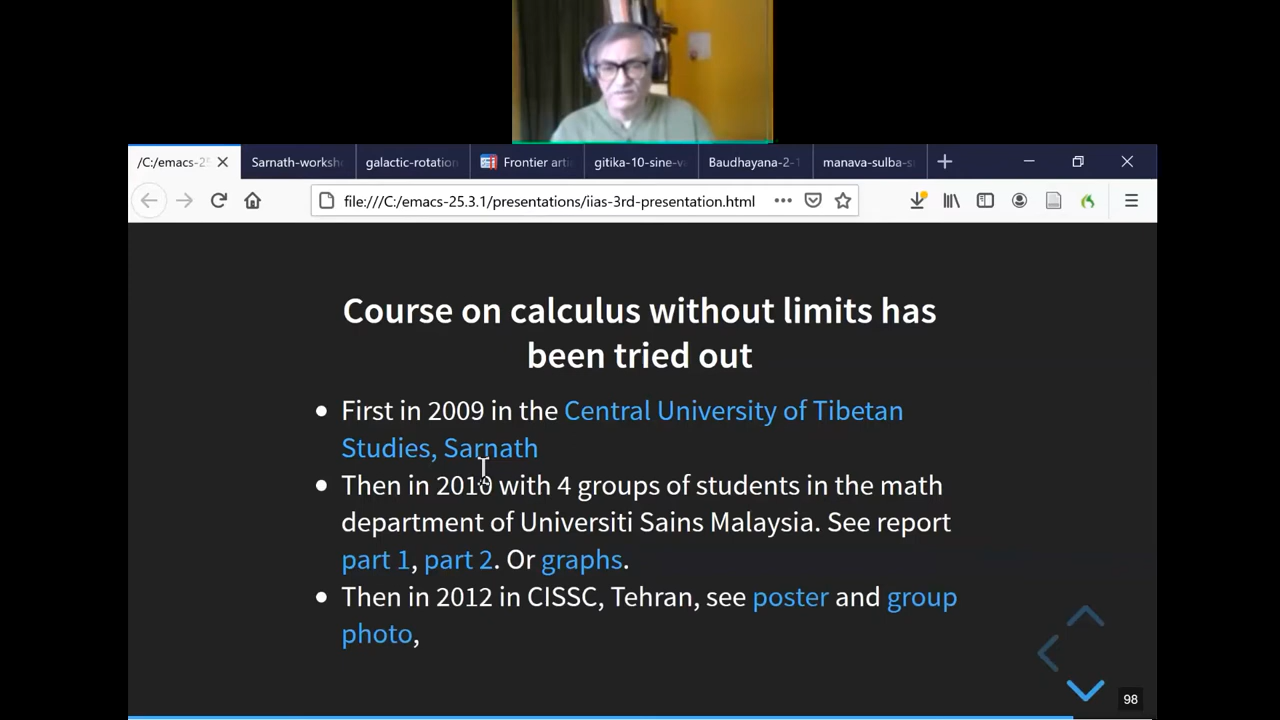 /C:/emacs-25
Sarnath-worksh
galactic-rotation
Frontier arti
gitika-10-sine-v
Baudhayana-2-1
manava-sulba-s
file:///C:/emacs-25.3.1/presentations/iias-3rd-presentation.html
Course on calculus without limits has
been tried out
First in 2009 in the Central University of Tibetan
Studies, Sarnath
Then in 2010 with 4 groups of students in the math
department of Universiti Sains Malaysia. See report
part 1, part 2. Or graphs.
Then in 2012 in CISSC, Tehran, see poster and group
photo,
98